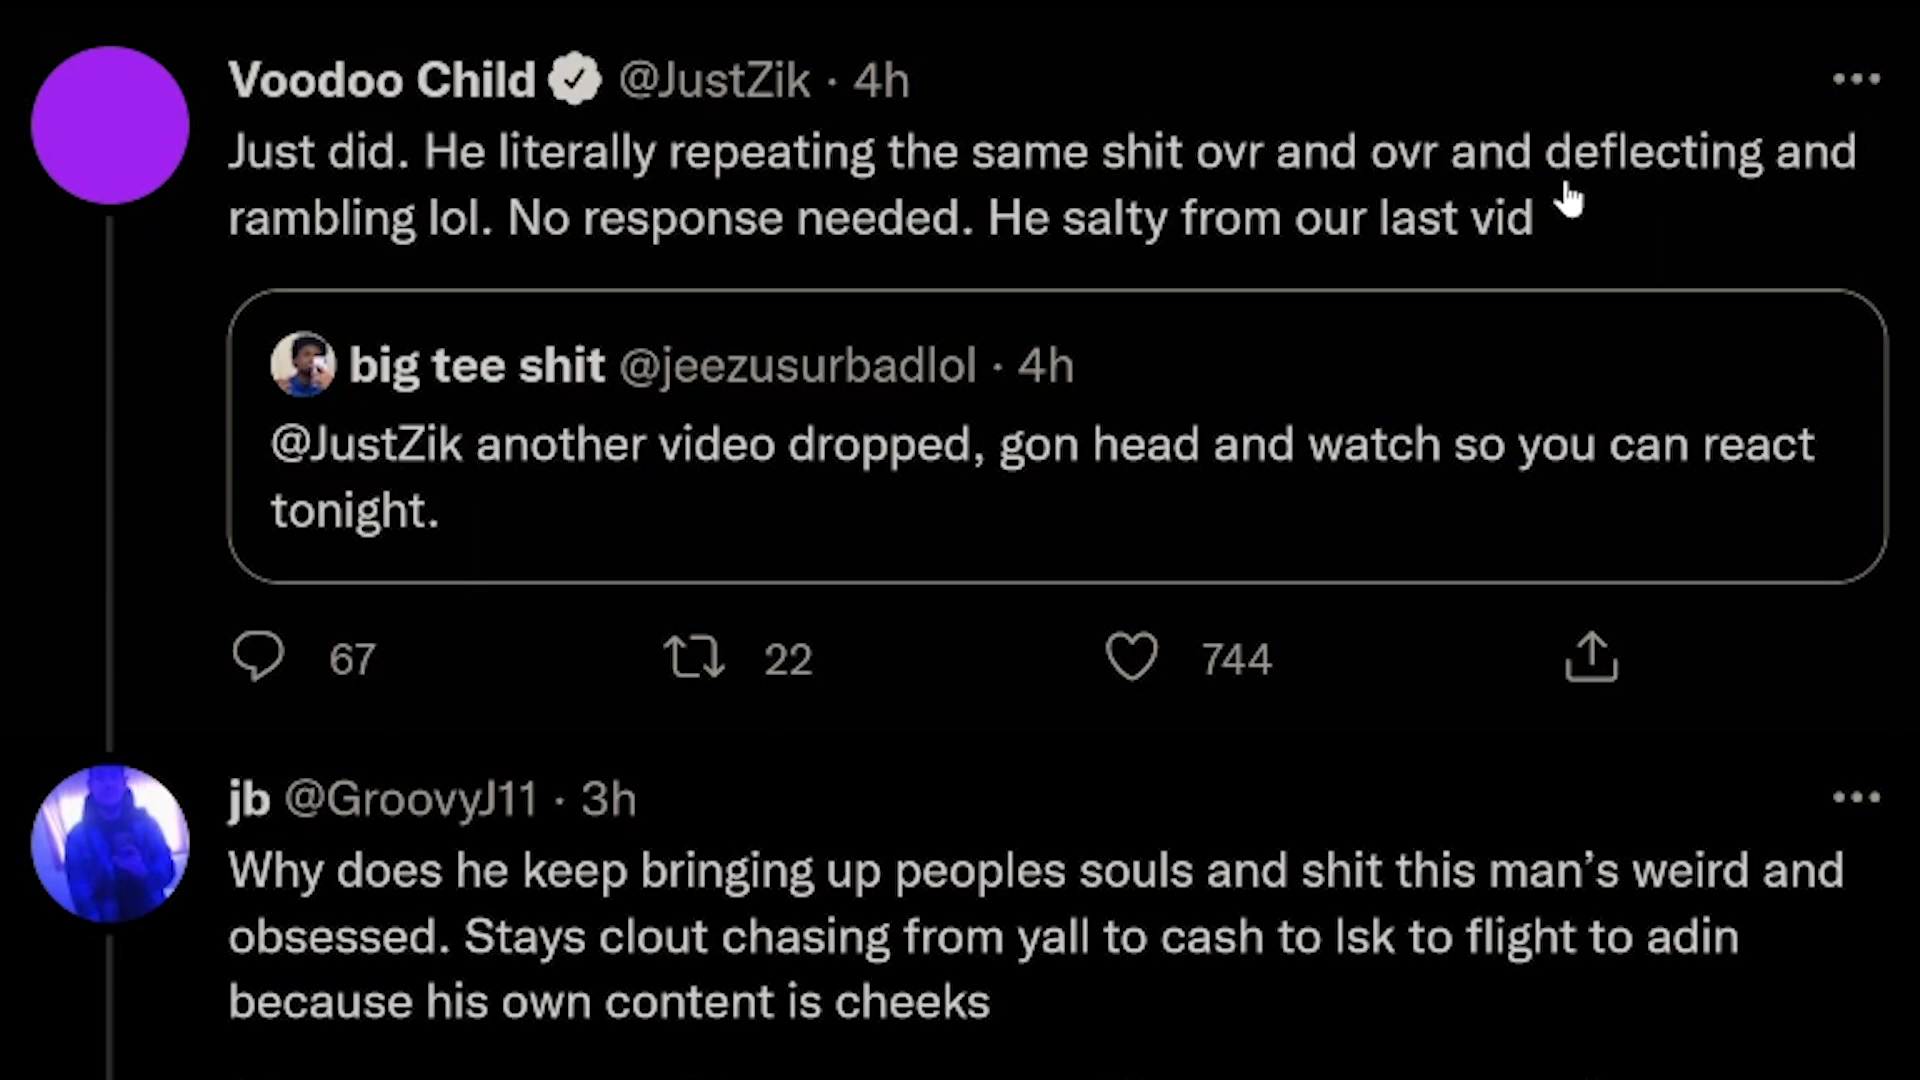 Voodoo Child @JustZik · 4h
Just did. He literally repeating the same shit ovr and ovr and deflecting and
rambling lol. No response needed. He salty from our last vid
big tee shit @jeezusurbadlol · 4h
@JustZik another video dropped, gon head and watch so you can react
tonight.
67 22 744
jb @GroovyJ11 · 3h
Why does he keep bringing up peoples souls and shit this man’s weird and
obsessed. Stays clout chasing from yall to cash to lsk to flight to adin
because his own content is cheeks